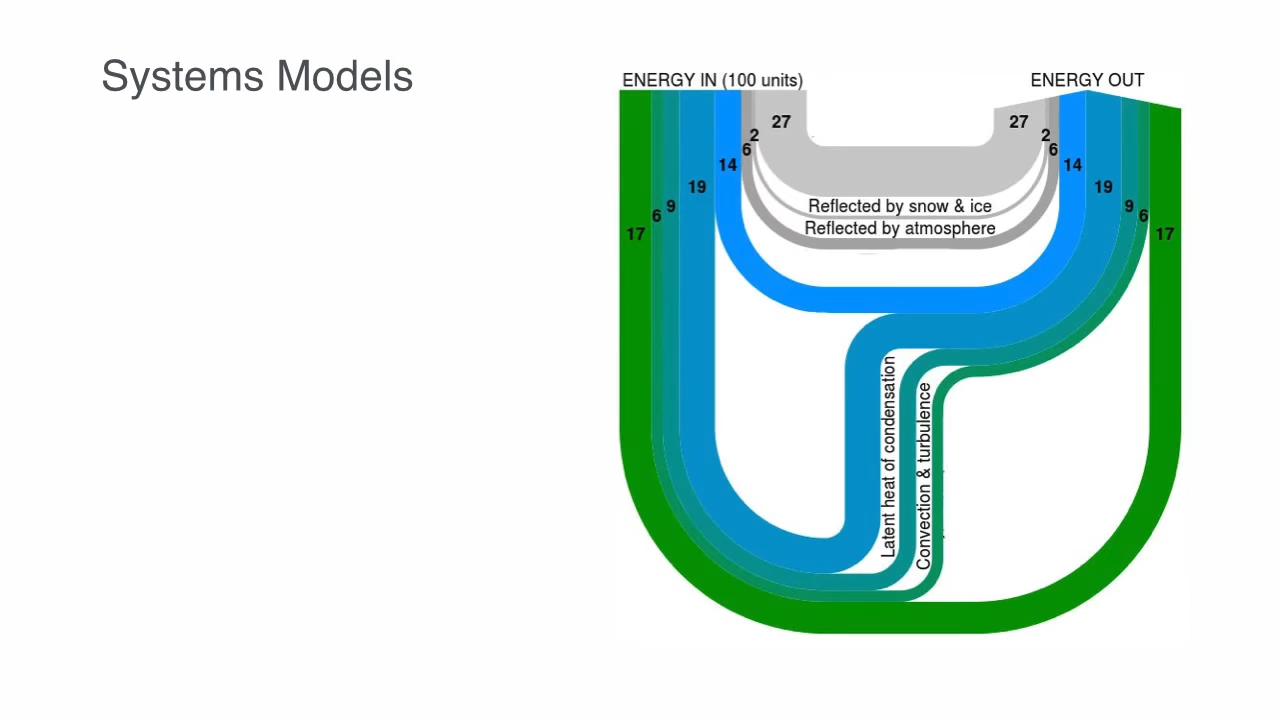 Systems Models
ENERGY IN (100 units)
ENERGY OUT
27
27
2
2
6
6
14
14
19
19
Reflected by snow & ice
9
9
6
6
Reflected by atmosphere
17
17
Latent heat of condensation
Convection & turbulence